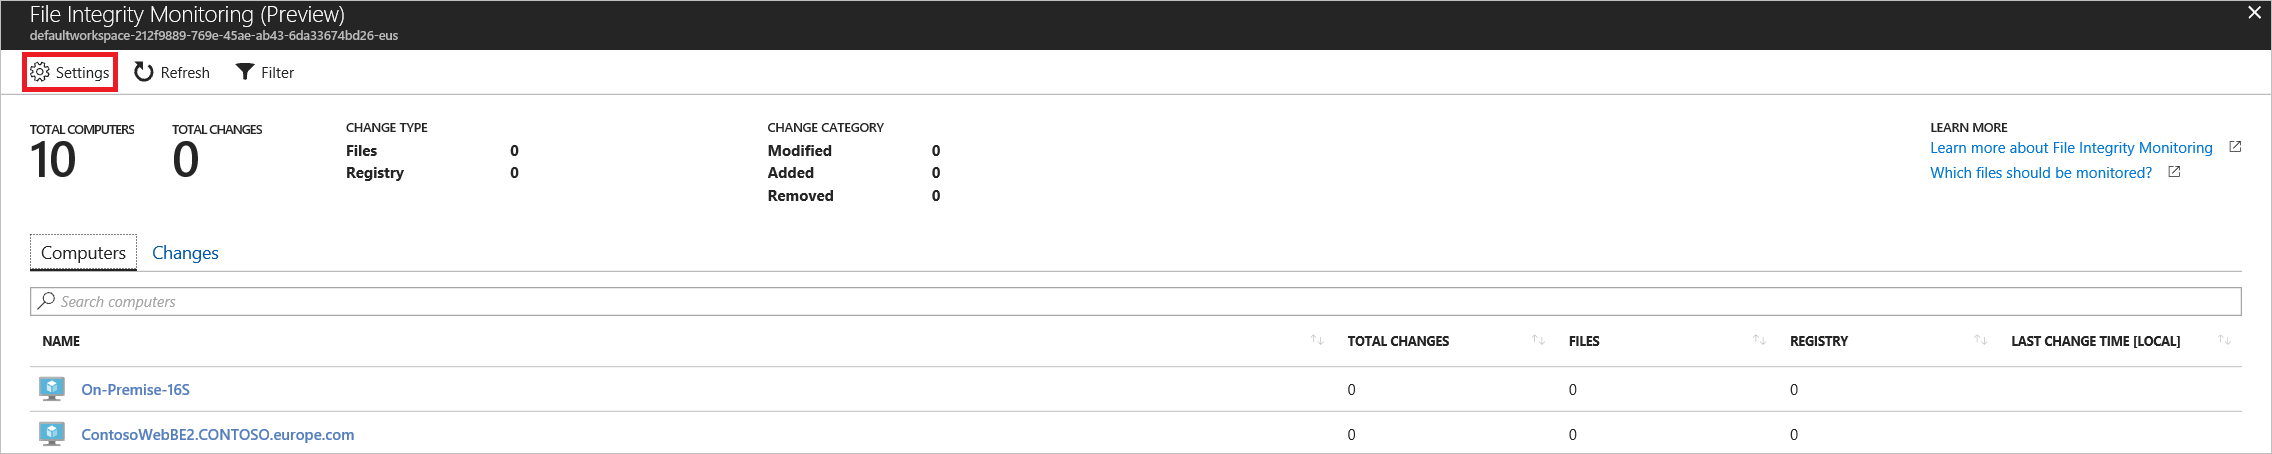 File Integrity Monitoring (Preview)
defaultworkspace-212f9889-769e-45ae-ab43-6da33674bd26-eus
Settings Refresh Filter
TOTAL COMPUTERS TOTAL CHANGES CHANGE TYPE CHANGE CATEGORY LEARN MORE
10 0
Files 0 Modified 0 Learn more about File Integrity Monitoring
Registry 0 Added 0 Which files should be monitored?
Removed 0
Computers Changes
Search computers
NAME TOTAL CHANGES FILES REGISTRY LAST CHANGE TIME [LOCAL]
On-Premise-16S 0 0 0
ContosoWebBE2.CONTOSO.europe.com 0 0 0